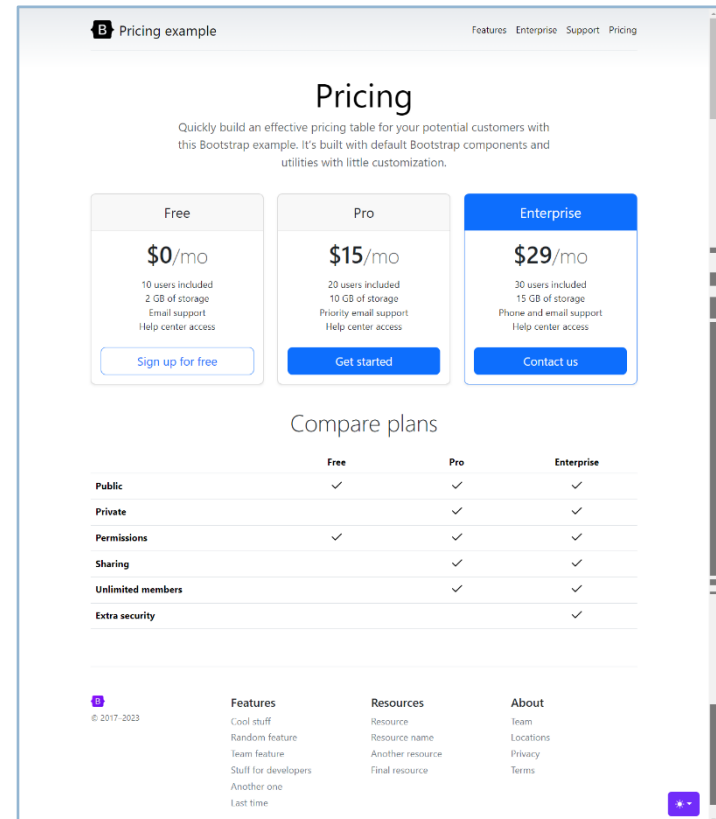 B Pricing example
Features Enterprise Support Pricing
Pricing
Quickly build an effective pricing table for your potential customers with
this Bootstrap example. It's built with default Bootstrap components and
utilities with little customization.
Free
$0/mo
10 users included
2 GB of storage
Email support
Help center access
Sign up for free
Pro
$15/mo
20 users included
10 GB of storage
Priority email support
Help center access
Get started
Enterprise
$29/mo
30 users included
15 GB of storage
Phone and email support
Help center access
Contact us
Compare plans
Free Pro Enterprise
Public
Private
Permissions
Sharing
Unlimited members
Extra security
B
© 2017–2023
Features
Cool stuff
Random feature
Team feature
Stuff for developers
Another one
Last time
Resources
Resource
Resource name
Another resource
Final resource
About
Team
Locations
Privacy
Terms